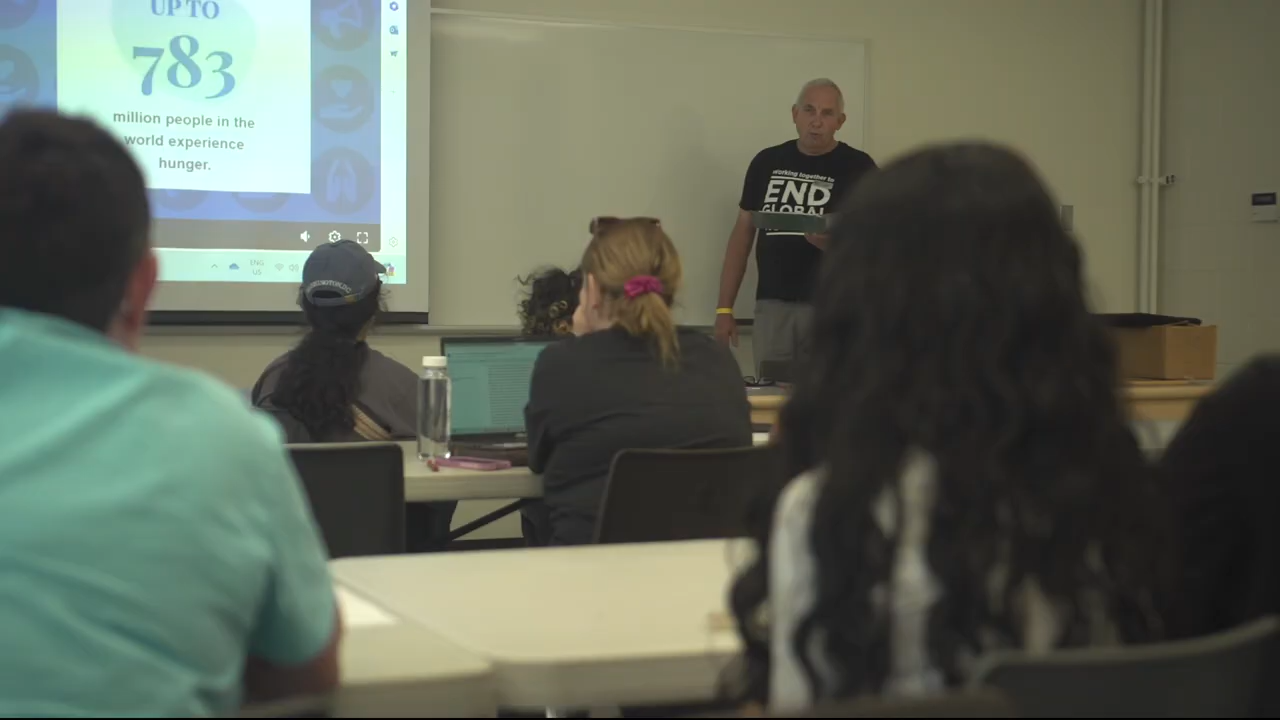 UP TO
783
million people in the
world experience
hunger.
ENG
US
working together to
END
GLOBAL